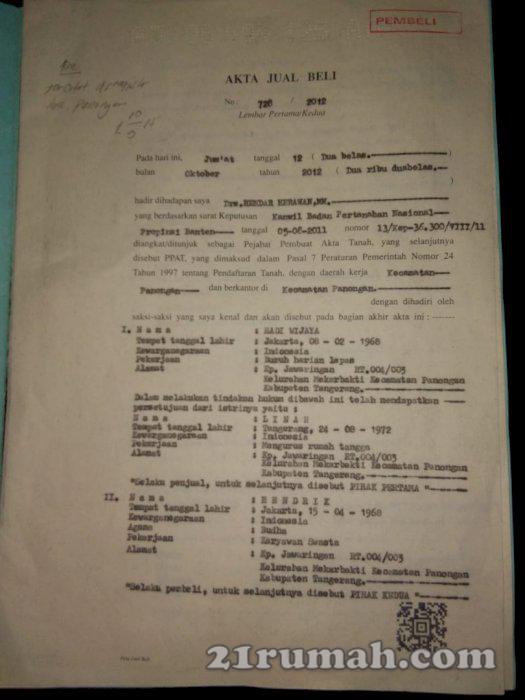 PEMBELI
AKTA JUAL BELI
No: 726 / 2012
Lembar Pertama/Kedua
Pada hari ini, Jum'at tanggal 12 ( Dua belas.
bulan Oktober tahun 2012 ( Dua ribu duabelas.
)
hadir dihadapan saya Drs. HENDAR HERAWAN,MM.
yang berdasarkan surat Keputusan Kanwil Badan Pertanahan Nasional
Propinsi Banten tanggal 05-08-2011 nomor 13/Kep-36.300/VIII/11
diangkat/ditunjuk sebagai Pejabat Pembuat Akta Tanah, yang selanjutnya
disebut PPAT, yang dimaksud dalam Pasal 7 Peraturan Pemerintah Nomor 24
Tahun 1997 tentang Pendaftaran Tanah, dengan daerah kerja Kecamatan
Panongan dan berkantor di Kecamatan Panongan.
dengan dihadiri oleh
saksi-saksi yang saya kenal dan akan disebut pada bagian akhir akta ini : -------
I. N a m a : HADI WIJAYA
Tempat tanggal lahir : Jakarta, 08 - 02 - 1968
Kewarganegaraan : Indonesia
Pekerjaan : Buruh harian lepas
Alamat : Kp. Jawaringan RT.004/003
Kelurahan Mekarbakti Kecamatan Panongan
Kabupaten Tangerang.
Dalam melakukan tindakan hukum dibawah ini telah mendapatkan
persetujuan dari istrinya yaitu :
N a m a : L I N A H
Tempat tanggal lahir : Tangerang, 24 - 08 - 1972
Kewarganegaraan : Indonesia
Pekerjaan : Mengurus rumah tangga
Alamat : Kp. Jawaringan RT.004/003
Kelurahan Mekarbakti Kecamatan Panongan
Kabupaten Tangerang.
"Selaku penjual, untuk selanjutnya disebut PIHAK PERTAMA "
II. N a m a : H E N D R I K
Tempat tanggal lahir : Jakarta, 15 - 04 - 1968
Kewarganegaraan : Indonesia
Agama : Budha
Pekerjaan : Karyawan Swasta
Alamat : Kp. Jawaringan RT.004/003
Kelurahan Mekarbakti Kecamatan Panongan
Kabupaten Tangerang.
"Selaku pembeli, untuk selanjutnya disebut PIHAK KEDUA "
Akta Jual Beli
21rumah.com